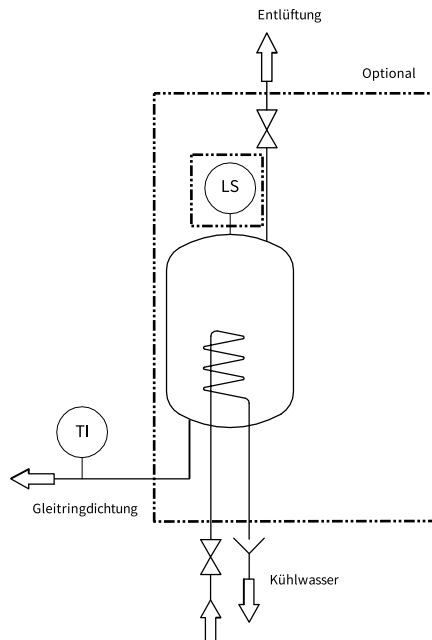 Entlüftung
Optional
LS
TI
Gleitringdichtung
Kühlwasser